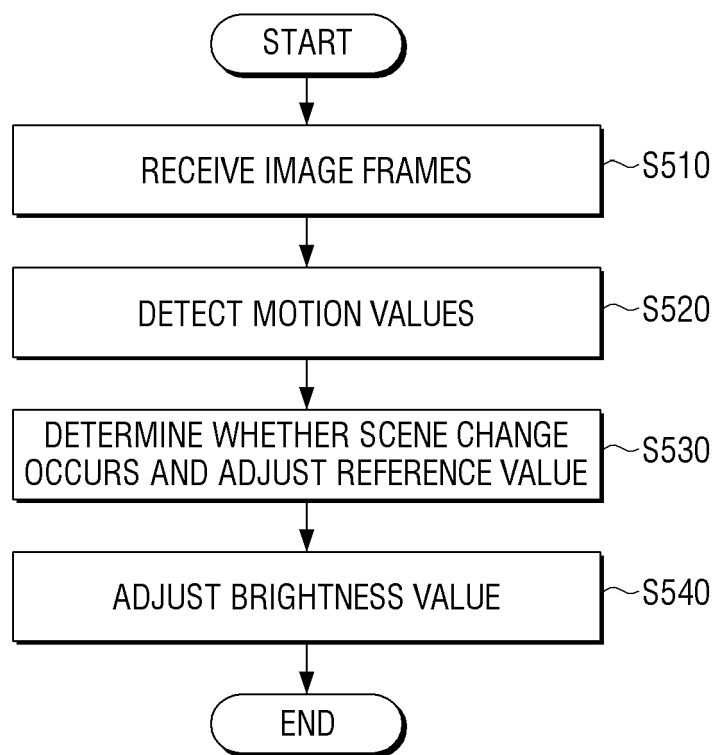 START
RECEIVE IMAGE FRAMES
S510
DETECT MOTION VALUES
S520
DETERMINE WHETHER SCENE CHANGE
OCCURS AND ADJUST REFERENCE VALUE
S530
ADJUST BRIGHTNESS VALUE
S540
END